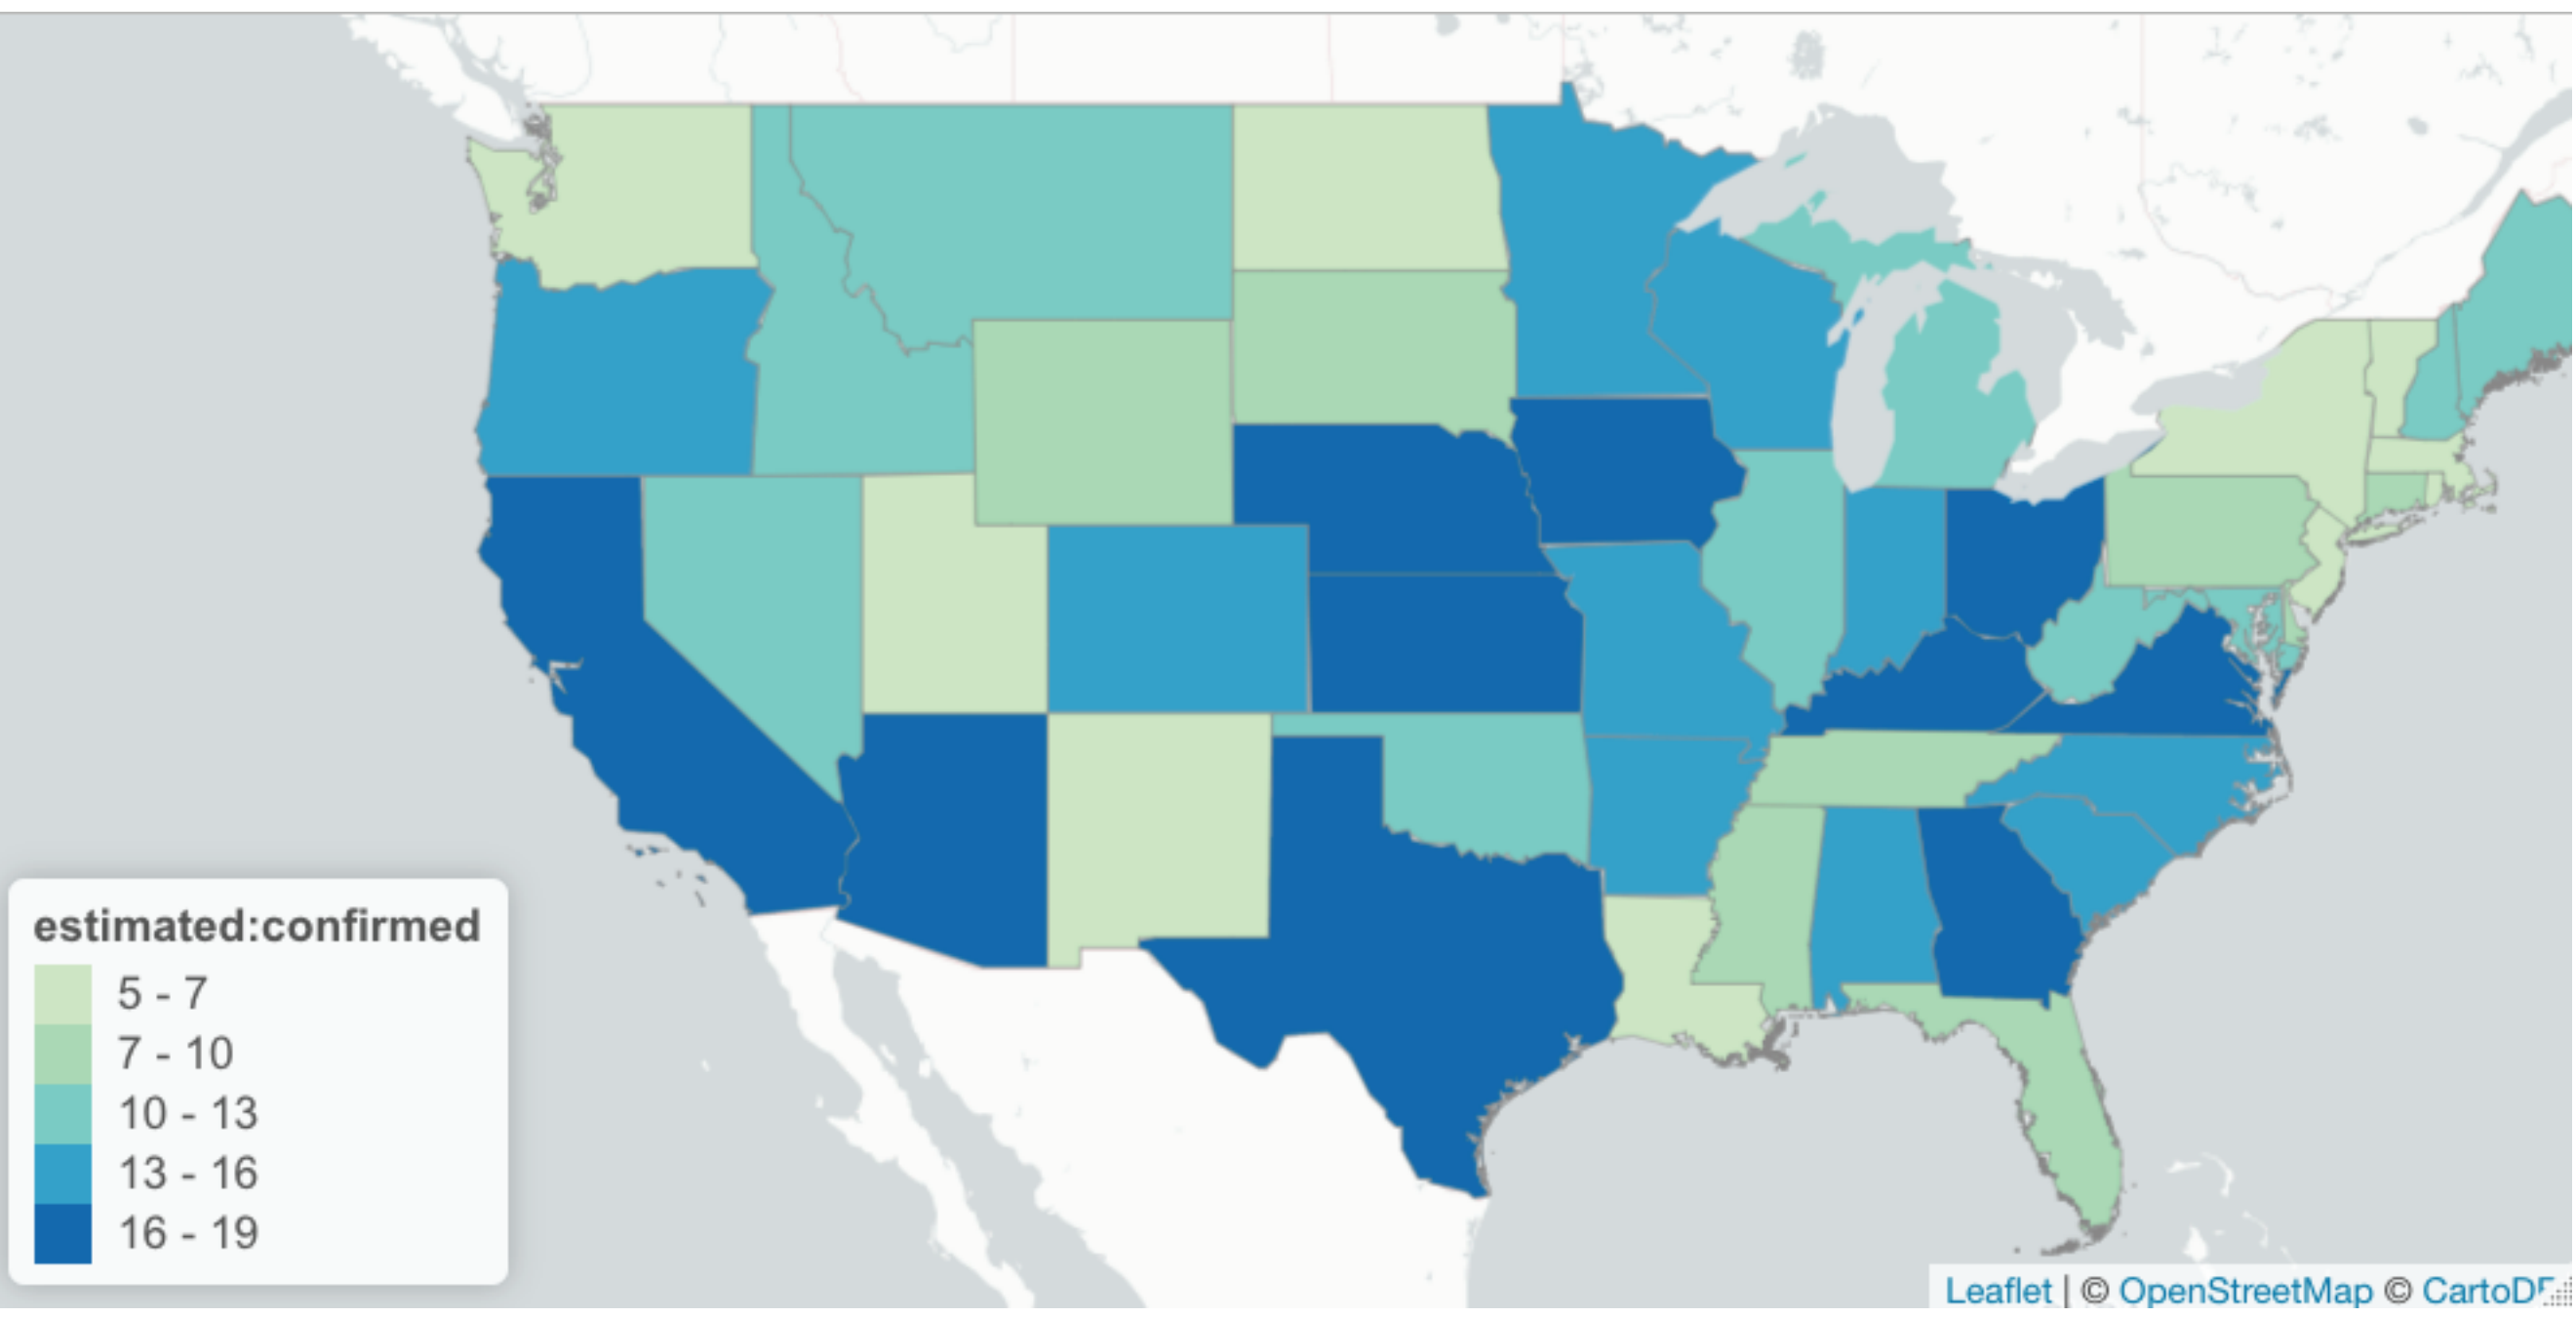 estimated:confirmed
5 - 7
7 - 10
10 - 13
13 - 16
16 - 19
Leaflet | © OpenStreetMap ©